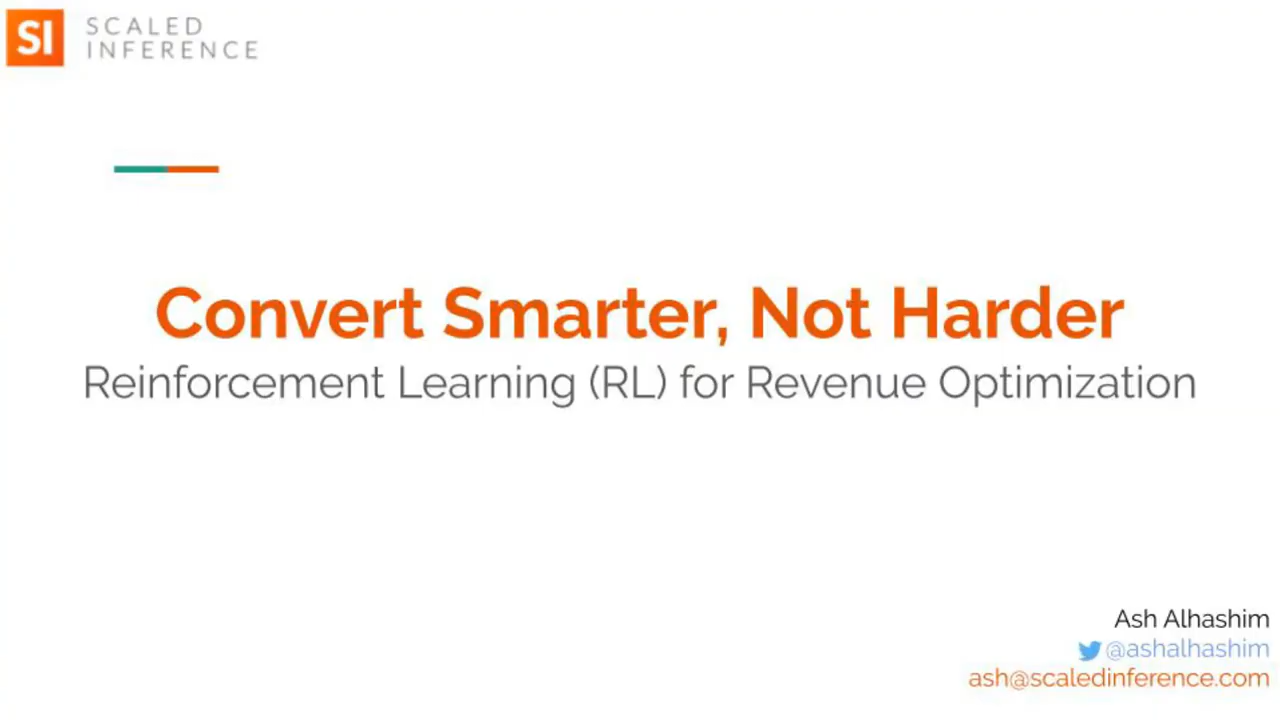 SI
SCALED
INFERENCE
Convert Smarter, Not Harder
Reinforcement Learning (RL) for Revenue Optimization
Ash Alhashim
@ashalhashim
ash@scaledinference.com